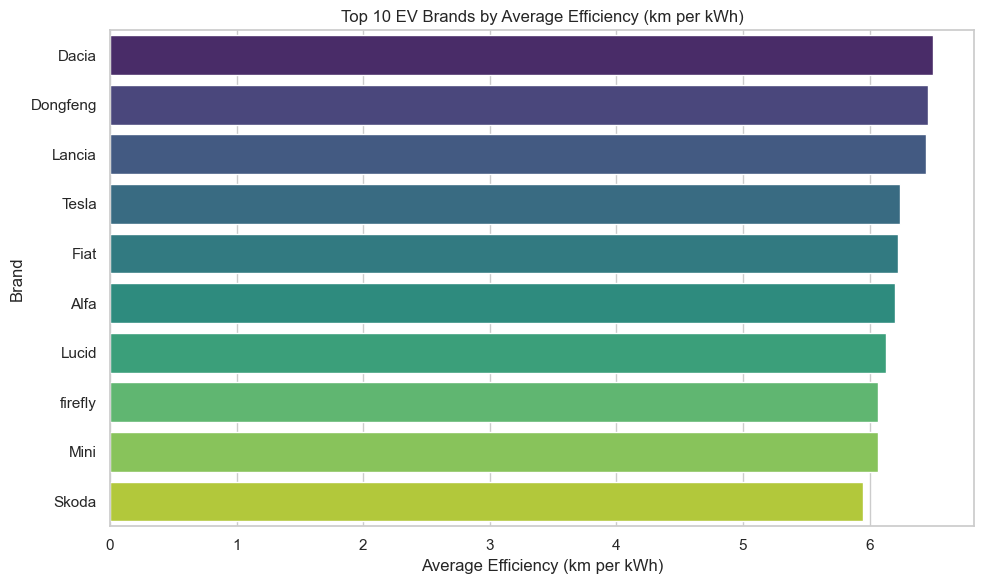 Top 10 EV Brands by Average Efficiency (km per kWh)
Brand
Dacia
Dongfeng
Lancia
Tesla
Fiat
Alfa
Lucid
firefly
Mini
Skoda
0 1 2 3 4 5 6
Average Efficiency (km per kWh)